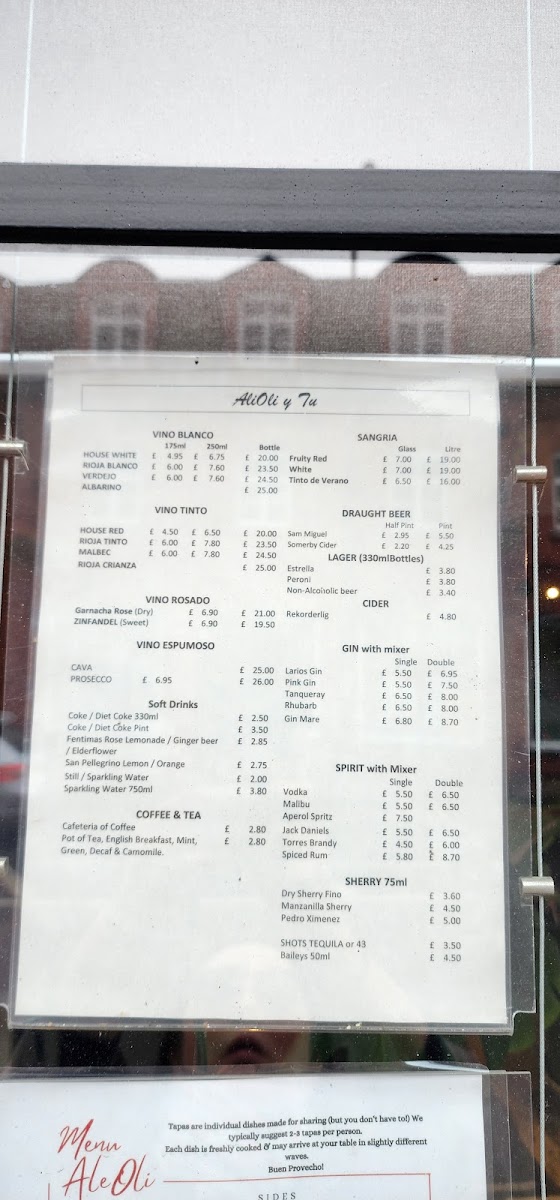 AliOli y Tu
VINO BLANCO
175ml 250ml Bottle
HOUSE WHITE £ 4.95 £ 6.75 £ 20.00
RIOJA BLANCO £ 6.00 £ 7.60 £ 23.50
VERDEJO £ 6.00 £ 7.60 £ 24.50
ALBARINO £ 25.00
VINO TINTO
HOUSE RED £ 4.50 £ 6.50 £ 20.00
RIOJA TINTO £ 6.00 £ 7.80 £ 23.50
MALBEC £ 6.00 £ 7.80 £ 24.50
RIOJA CRIANZA £ 25.00
VINO ROSADO
Garnacha Rose (Dry) £ 6.90 £ 21.00
ZINFANDEL (Sweet) £ 6.90 £ 19.50
VINO ESPUMOSO
CAVA £ 25.00
PROSECCO £ 6.95 £ 26.00
Soft Drinks
Coke / Diet Coke 330ml £ 2.50
Coke / Diet Coke Pint £ 3.50
Fentimas Rose Lemonade / Ginger beer £ 2.85
/ Elderflower
San Pellegrino Lemon / Orange £ 2.75
Still / Sparkling Water £ 2.00
Sparkling Water 750ml £ 3.80
COFFEE & TEA
Cafeteria of Coffee £ 2.80
Pot of Tea, English Breakfast, Mint, £ 2.80
Green, Decaf & Camomile.
SANGRIA
Glass Litre
Fruity Red £ 7.00 £ 19.00
White £ 7.00 £ 19.00
Tinto de Verano £ 6.50 £ 16.00
DRAUGHT BEER
Half Pint Pint
San Miguel £ 2.95 £ 5.50
Somerby Cider £ 2.20 £ 4.25
LAGER (330mlBottles)
Estrella £ 3.80
Peroni £ 3.80
Non-Alcoholic beer £ 3.40
CIDER
Rekorderlig £ 4.80
GIN with mixer
Single Double
Larios Gin £ 5.50 £ 6.95
Pink Gin £ 5.50 £ 7.50
Tanqueray £ 6.50 £ 8.00
Rhubarb £ 6.50 £ 8.00
Gin Mare £ 6.80 £ 8.70
SPIRIT with Mixer
Single Double
Vodka £ 5.50 £ 6.50
Malibu £ 5.50 £ 6.50
Aperol Spritz £ 7.50
Jack Daniels £ 5.50 £ 6.50
Torres Brandy £ 4.50 £ 6.00
Spiced Rum £ 5.80 £ 8.70
SHERRY 75ml
Dry Sherry Fino £ 3.60
Manzanilla Sherry £ 4.50
Pedro Ximenez £ 5.00
SHOTS TEQUILA or 43 £ 3.50
Baileys 50ml £ 4.50
Menu
AleOli
Tapas are individual dishes made for sharing (but you don't have to!) We
typically suggest 2-3 tapas per person.
Each dish is freshly cooked & may arrive at your table in slightly different
waves.
Buen Provecho!
SIDES